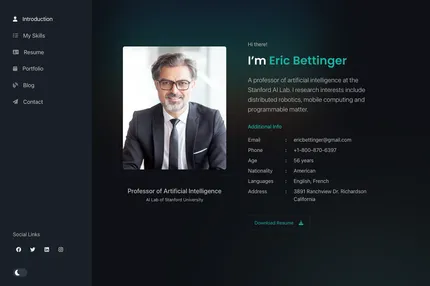 Introduction
My Skills
Resume
Portfolio
Blog
Contact
Social Links
Professor of Artificial Intelligence
AI Lab of Stanford University
Hi there!
I'm Eric Bettinger
A professor of artificial intelligence at the
Stanford AI Lab. I research interests include
distributed robotics, mobile computing and
programmable matter.
Additional Info
Email : ericbettinger@gmail.com
Phone : +1-800-870-6397
Age : 56 years
Nationality : American
Languages : English, French
Address : 3891 Ranchview Dr. Richardson
California
Download Resume